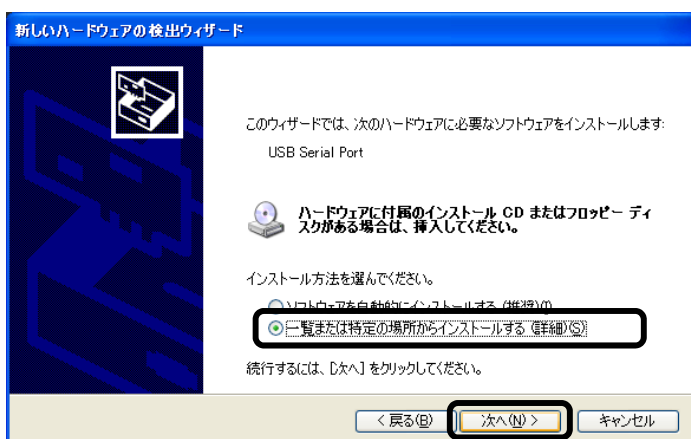 新しいハードウェアの検出ウィザード
このウィザードでは、次のハードウェアに必要なソフトウェアをインストールします:
USB Serial Port
ハードウェアに付属のインストール CD またはフロッピー ディ
スクがある場合は、挿入してください。
インストール方法を選んでください。
ソフトウェアを自動的にインストールする (推奨)(I)
一覧または特定の場所からインストールする (詳細)(S)
続行するには、[次へ] をクリックしてください。
< 戻る(B)
次へ(N) >
キャンセル